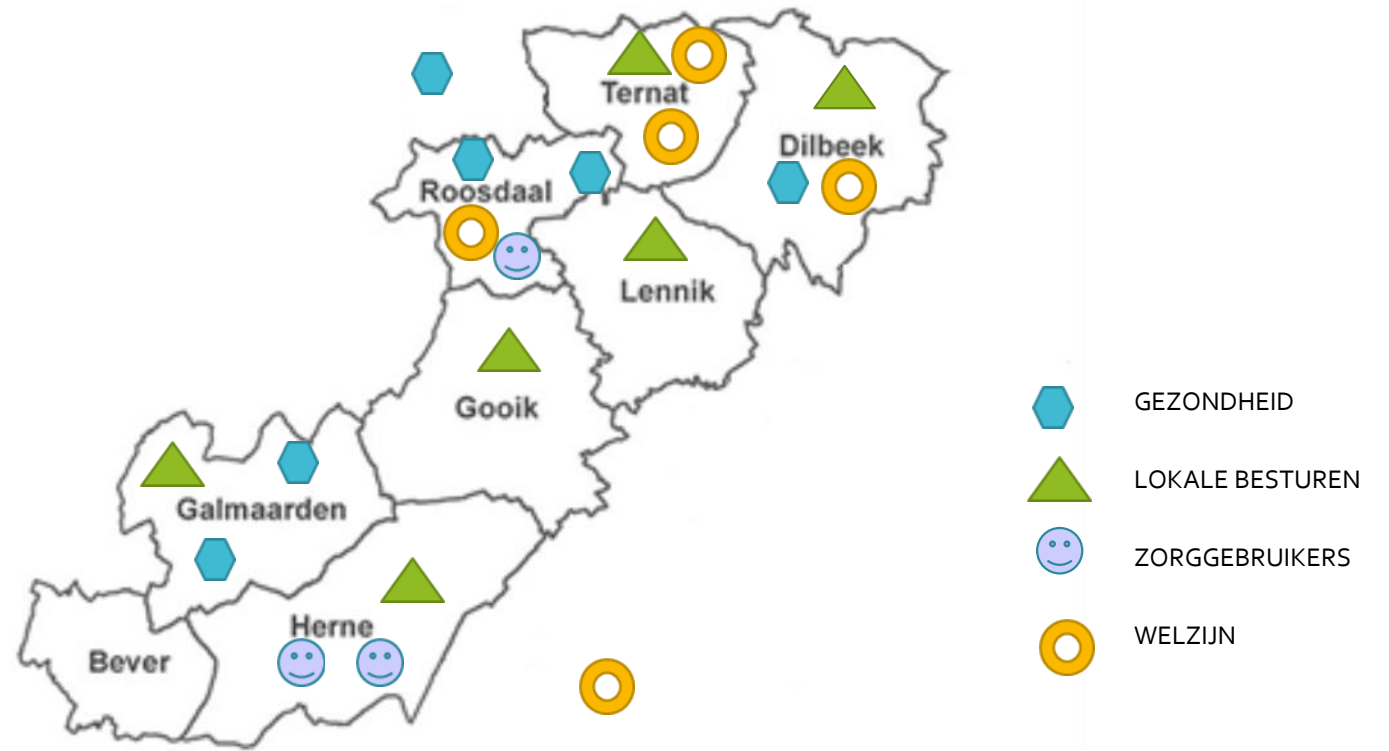 Ternat
Dilbeek
Roosdaal
Lennik
Gooik
Galmaarden
Herne
Bever
GEZONDHEID
LOKALE BESTUREN
ZORGGEBRUIKERS
WELZIJN